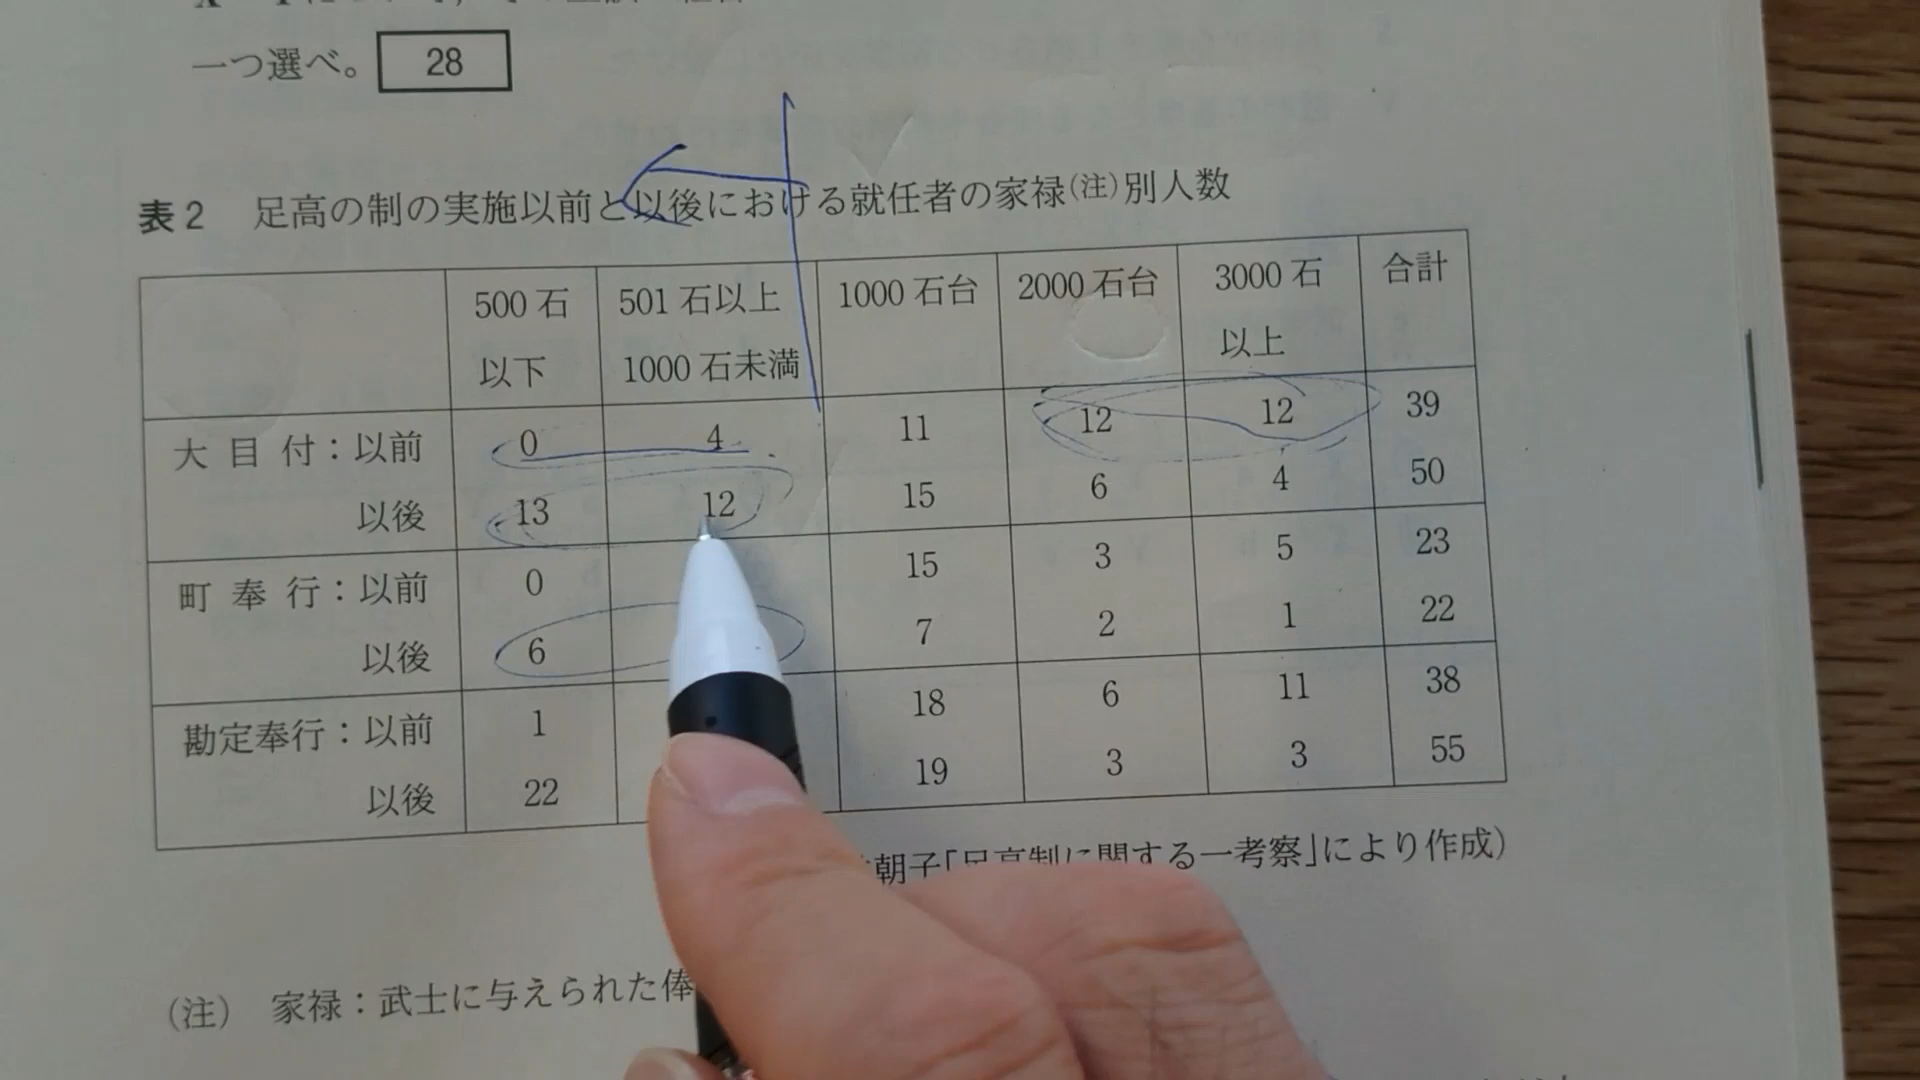 一つ選べ。 28
表2 足高の制の実施以前と以後における就任者の家禄(注)別人数
500石以下 501石以上1000石未満 1000石台 2000石台 3000石以上 合計
大目付：以前 0 4 11 12 12 39
以後 13 12 15 6 4 50
町奉行：以前 0 15 3 5 23
以後 6 7 2 1 22
勘定奉行：以前 1 18 6 11 38
以後 22 19 3 3 55
朝子「足高制に関する一考察」により作成)
(注) 家禄：武士に与えられた俸